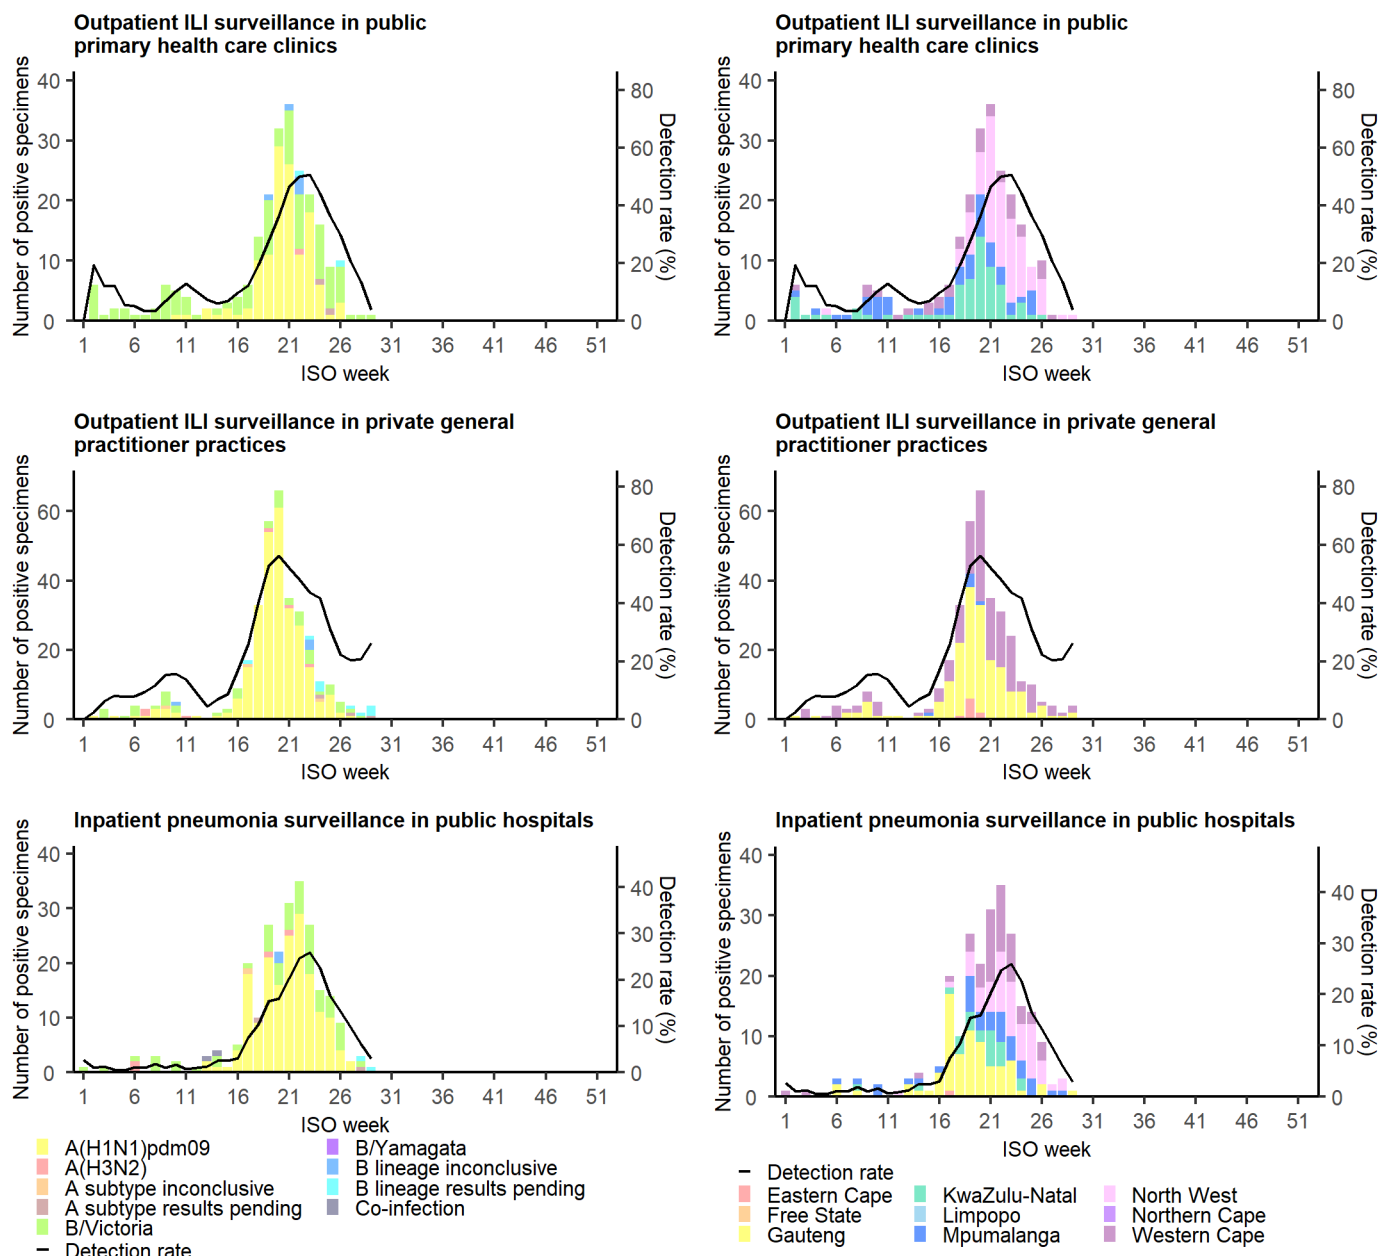 Outpatient ILI surveillance in public
primary health care clinics
Number of positive specimens
40
30
20
10
0
80
60
40
20
0
Detection rate (%)
1 6 11 16 21 26 31 36 41 46 51
ISO week
Outpatient ILI surveillance in public
primary health care clinics
Number of positive specimens
40
30
20
10
0
80
60
40
20
0
Detection rate (%)
1 6 11 16 21 26 31 36 41 46 51
ISO week
Outpatient ILI surveillance in private general
practitioner practices
Number of positive specimens
60
40
20
0
80
60
40
20
0
Detection rate (%)
1 6 11 16 21 26 31 36 41 46 51
ISO week
Outpatient ILI surveillance in private general
practitioner practices
Number of positive specimens
60
40
20
0
80
60
40
20
0
Detection rate (%)
1 6 11 16 21 26 31 36 41 46 51
ISO week
Inpatient pneumonia surveillance in public hospitals
Number of positive specimens
40
30
20
10
0
40
30
20
10
0
Detection rate (%)
1 6 11 16 21 26 31 36 41 46 51
ISO week
A(H1N1)pdm09
A(H3N2)
A subtype inconclusive
A subtype results pending
B/Victoria
B/Yamagata
B lineage inconclusive
B lineage results pending
Co-infection
Detection rate
Inpatient pneumonia surveillance in public hospitals
Number of positive specimens
40
30
20
10
0
40
30
20
10
0
Detection rate (%)
1 6 11 16 21 26 31 36 41 46 51
ISO week
Detection rate
Eastern Cape
Free State
Gauteng
KwaZulu-Natal
Limpopo
Mpumalanga
North West
Northern Cape
Western Cape